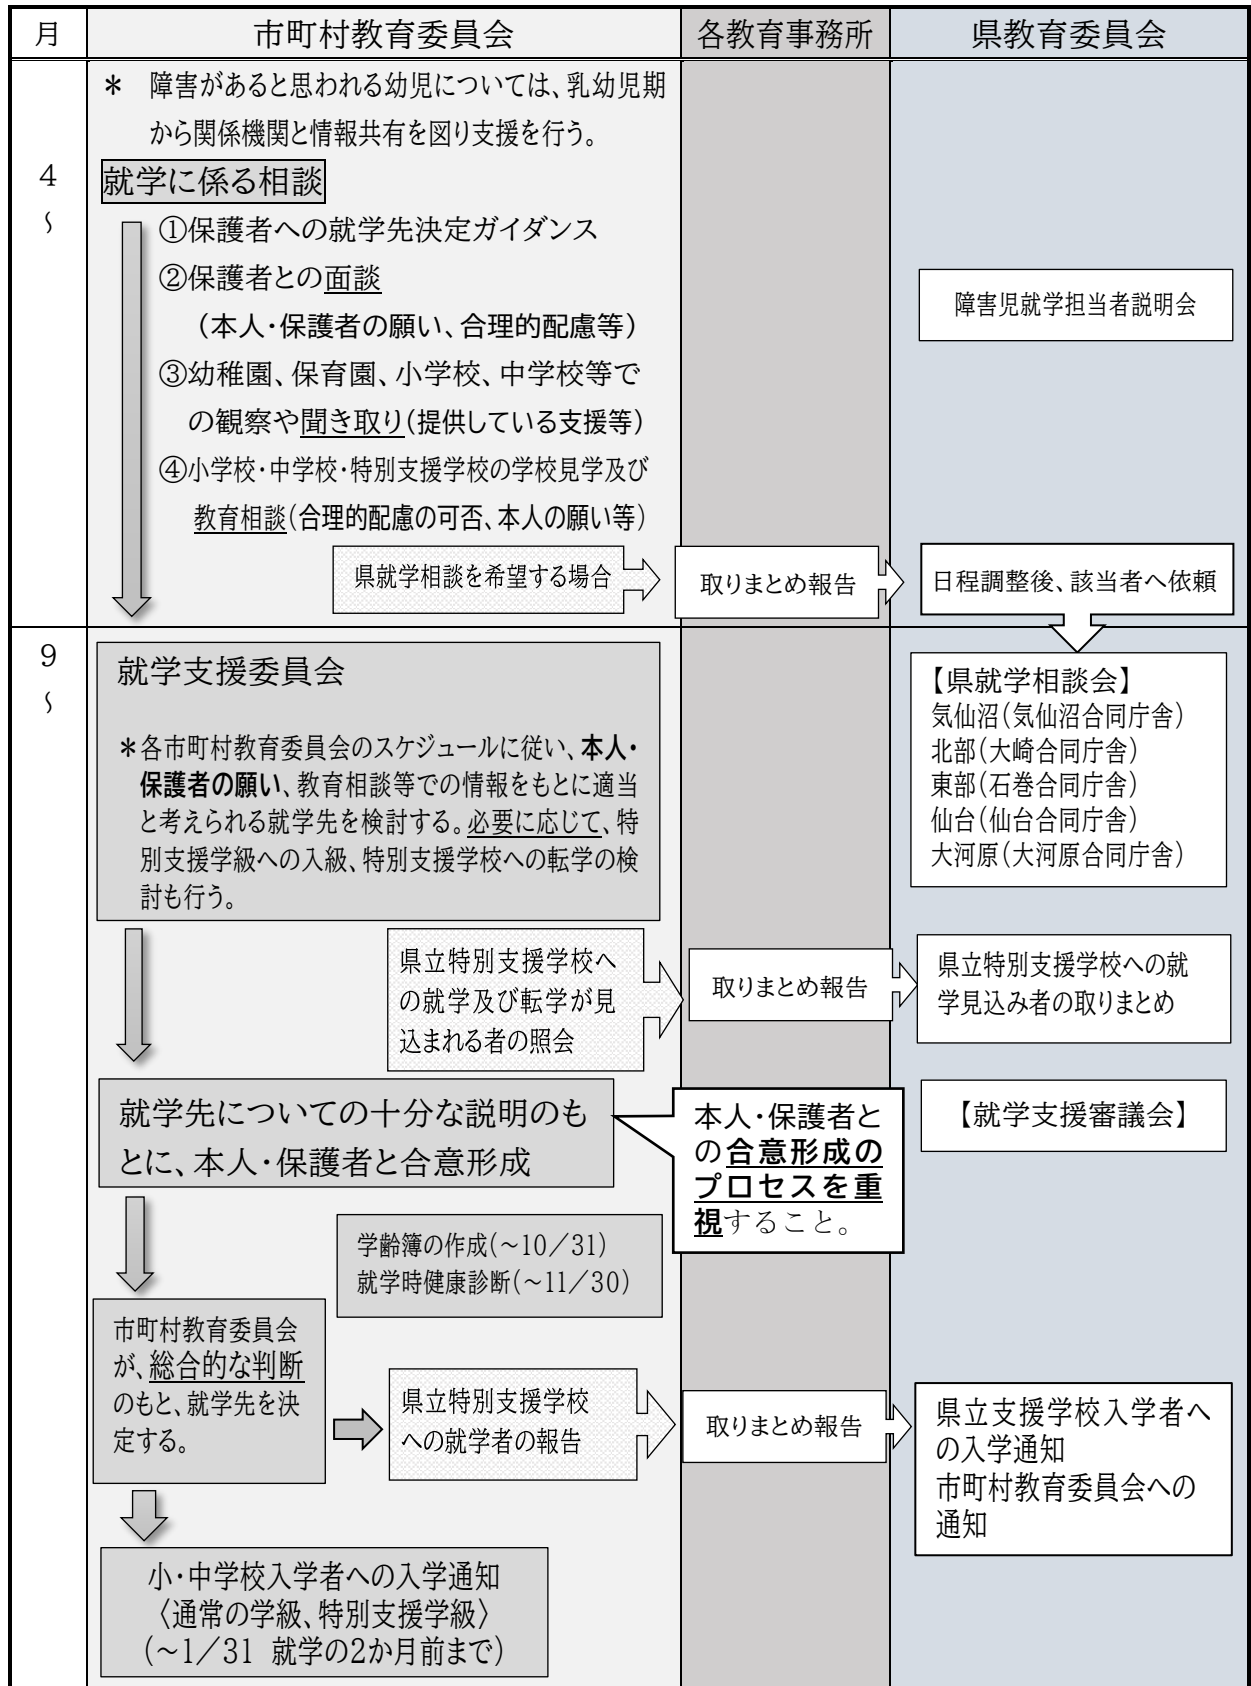 月
市町村教育委員会
各教育事務所
県教育委員会
4
~
＊　障害があると思われる幼児については、乳幼児期
から関係機関と情報共有を図り支援を行う。
就学に係る相談
①保護者への就学先決定ガイダンス
②保護者との面談
（本人・保護者の願い、合理的配慮等）
③幼稚園、保育園、小学校、中学校等で
の観察や聞き取り(提供している支援等)
④小学校・中学校・特別支援学校の学校見学及び
教育相談(合理的配慮の可否、本人の願い等)
障害児就学担当者説明会
県就学相談を希望する場合
取りまとめ報告
日程調整後、該当者へ依頼
9
~
就学支援委員会
＊各市町村教育委員会のスケジュールに従い、本人・
保護者の願い、教育相談等での情報をもとに適当
と考えられる就学先を検討する。必要に応じて、特
別支援学級への入級、特別支援学校への転学の検
討も行う。
【県就学相談会】
気仙沼(気仙沼合同庁舎)
北部(大崎合同庁舎)
東部(石巻合同庁舎)
仙台(仙台合同庁舎)
大河原(大河原合同庁舎)
県立特別支援学校へ
の就学及び転学が見
込まれる者の照会
取りまとめ報告
県立特別支援学校への就
学見込み者の取りまとめ
就学先についての十分な説明のも
とに、本人・保護者と合意形成
本人・保護者と
の合意形成の
プロセスを重
視すること。
【就学支援審議会】
学齢簿の作成(～10／31)
就学時健康診断(～11／30)
市町村教育委員会
が、総合的な判断
のもと、就学先を決
定する。
県立特別支援学校
への就学者の報告
取りまとめ報告
県立支援学校入学者へ
の入学通知
市町村教育委員会への
通知
小・中学校入学者への入学通知
〈通常の学級、特別支援学級〉
(～1／31 就学の2か月前まで)